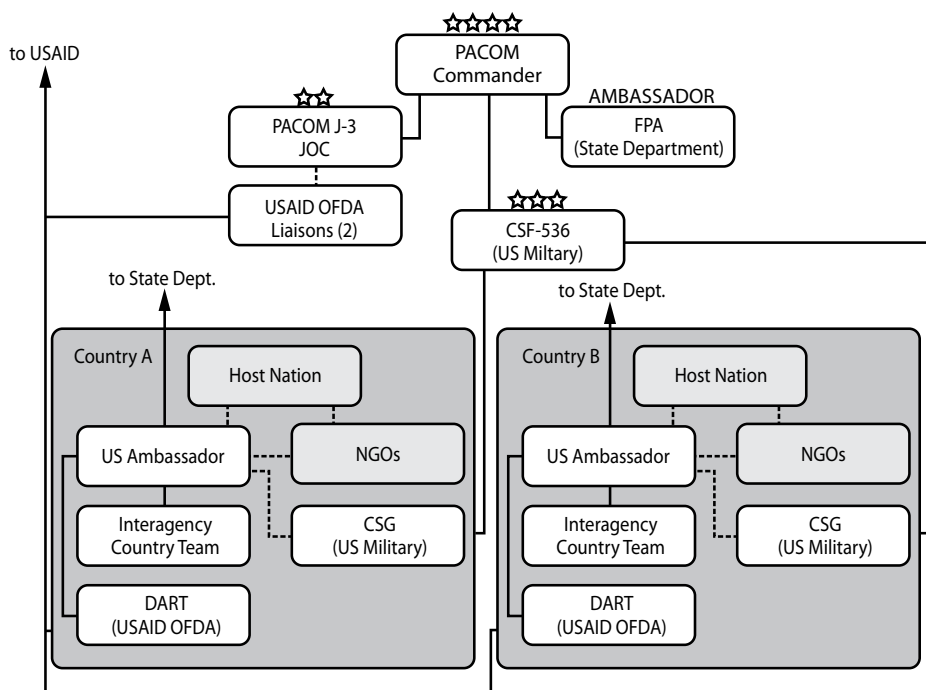 to USAID
PACOM
Commander
PACOM J-3
JOC
AMBASSADOR
FPA
(State Department)
USAID OFDA
Liaisons (2)
CSF-536
(US Miltary)
to State Dept.
to State Dept.
Country A
Host Nation
US Ambassador
NGOs
Interagency
Country Team
CSG
(US Military)
DART
(USAID OFDA)
Country B
Host Nation
US Ambassador
NGOs
Interagency
Country Team
CSG
(US Military)
DART
(USAID OFDA)